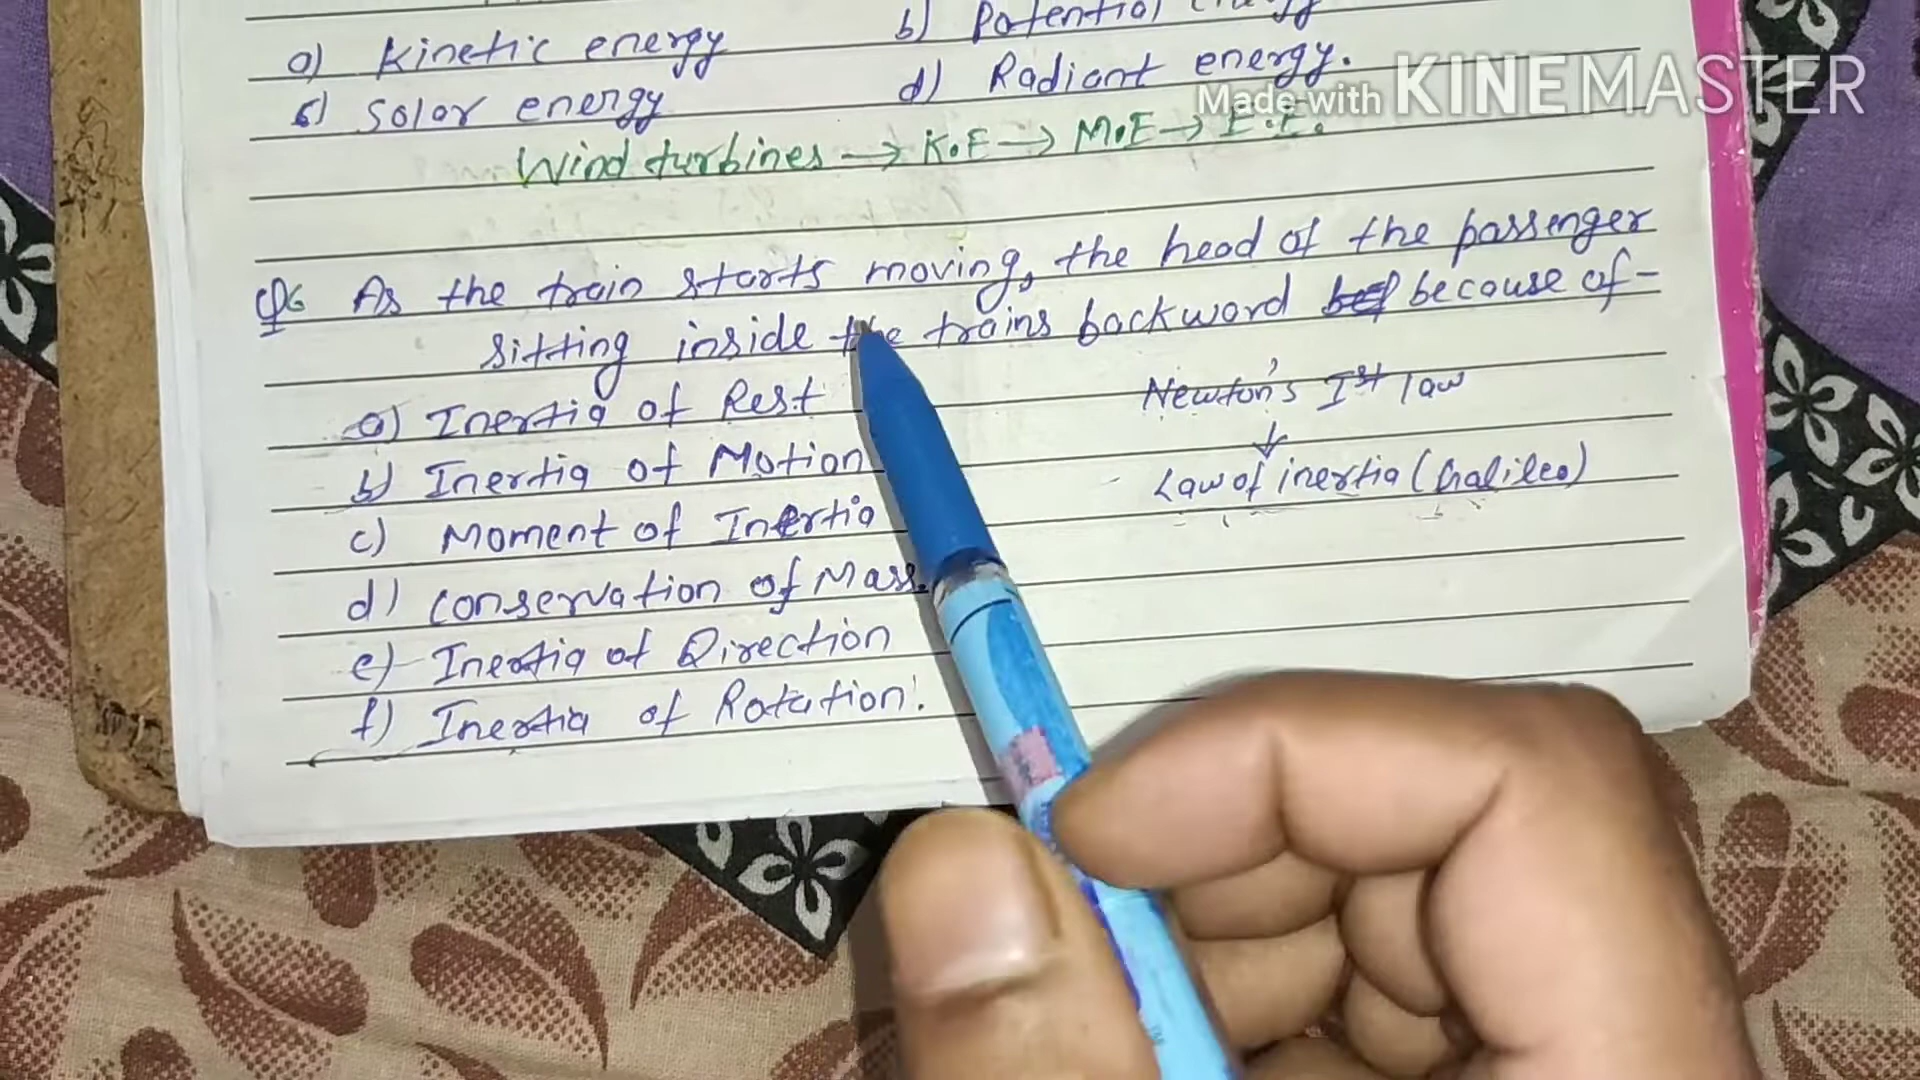 b) Potential energy
a) Kinetic energy
c) Solar energy
d) Radiant energy.
Made with KINEMASTER
Wind turbines → K.E → M.E → E.E.
Q6 As the train starts moving, the head of the passenger
sitting inside the trains backward because of -
a) Inertia of Rest
Newton's Ist law
b) Inertia of Motion
↓
Law of inertia (Galileo)
c) Moment of Inertia
d) Conservation of Mass.
e) Inertia of Direction
f) Inertia of Rotation.